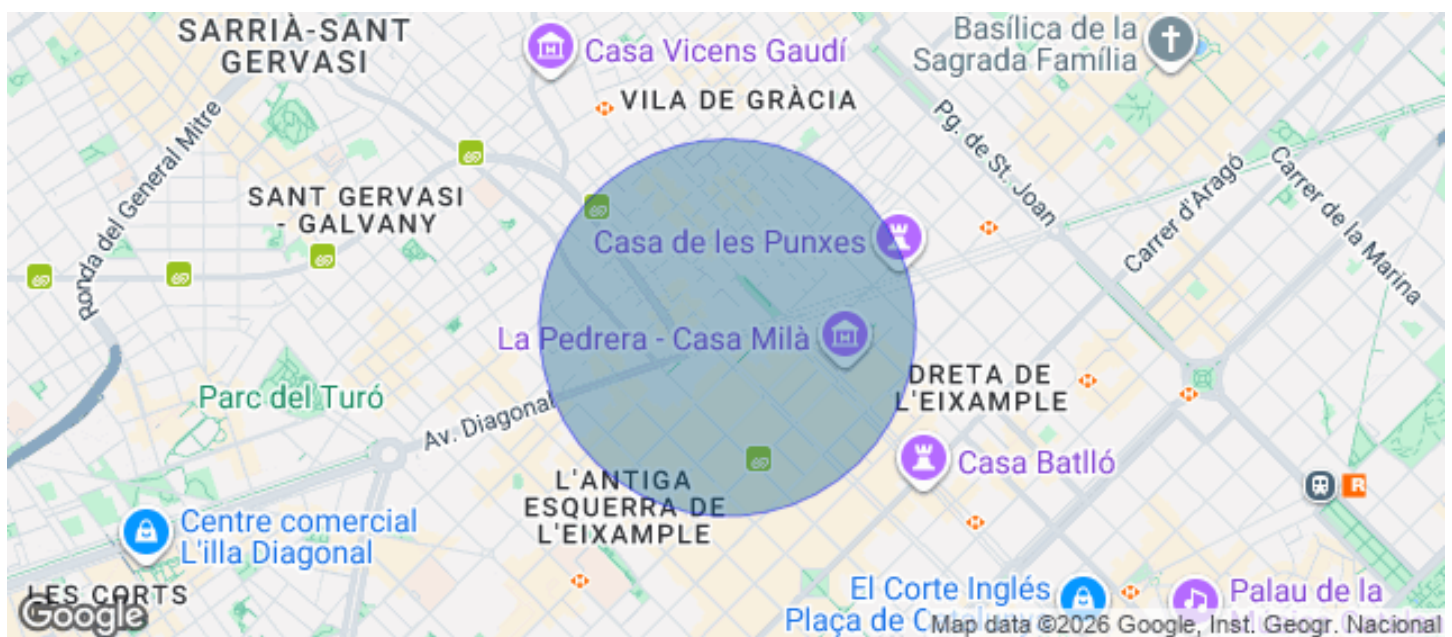 SARRIÀ-SANT
GERVASI
Casa Vicens Gaudí
Basílica de la
Sagrada Família
VILA DE GRÀCIA
Ronda del General Mitre
Pg. de St. Joan
Carrer d'Aragó
Carrer de la Marina
SANT GERVASI
- GALVANY
Casa de les Punxes
La Pedrera - Casa Milà
DRETA DE
L'EIXAMPLE
Parc del Turó
Av. Diagonal
Casa Batlló
L'ANTIGA
ESQUERRA DE
L'EIXAMPLE
R
Centre comercial
L'illa Diagonal
LES CORTS
Google
El Corte Inglés
Plaça de
Palau de la
Map data ©2026 Google, Inst. Geogr. Nacional